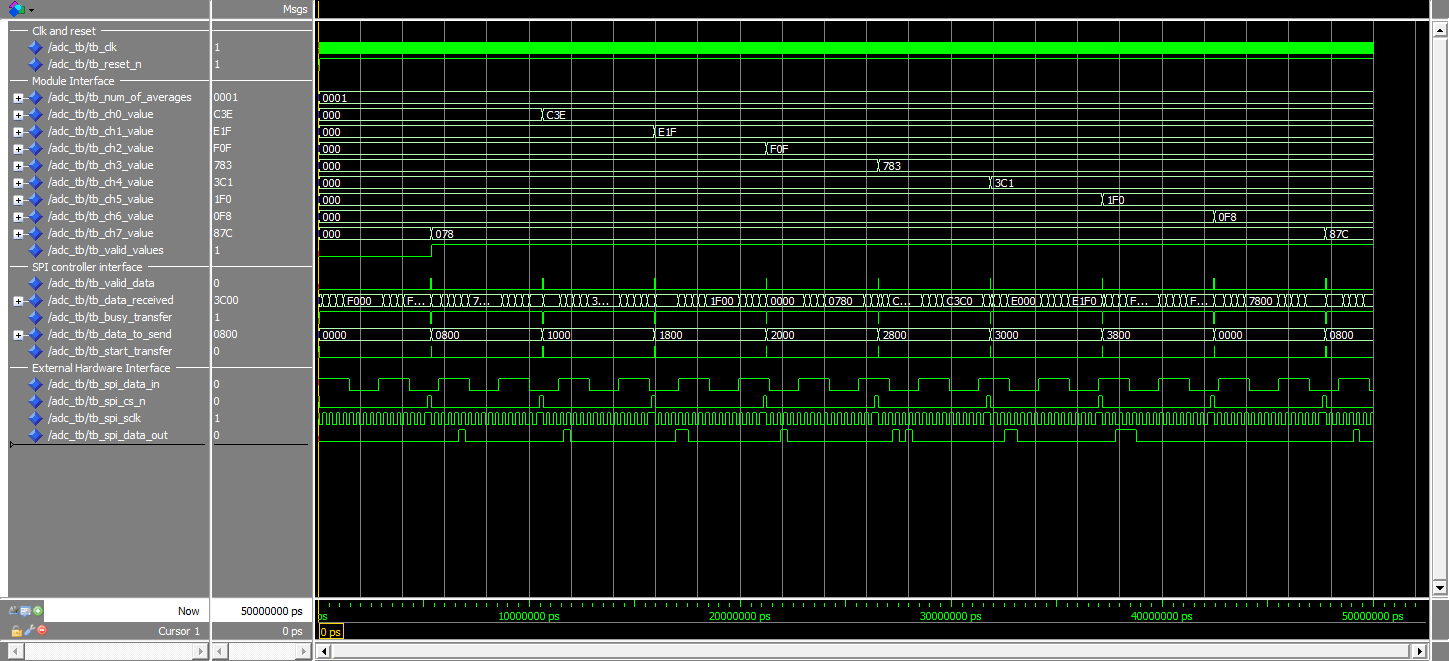 Msgs
Clk and reset
/adc_tb/tb_clk 1
/adc_tb/tb_reset_n 1
Module Interface
/adc_tb/tb_num_of_averages 0001 0001
/adc_tb/tb_ch0_value C3E 000 C3E
/adc_tb/tb_ch1_value E1F 000 E1F
/adc_tb/tb_ch2_value F0F 000 F0F
/adc_tb/tb_ch3_value 783 000 783
/adc_tb/tb_ch4_value 3C1 000 3C1
/adc_tb/tb_ch5_value 1F0 000 1F0
/adc_tb/tb_ch6_value 0F8 000 0F8
/adc_tb/tb_ch7_value 87C 000 078 87C
/adc_tb/tb_valid_values 1
SPI controller interface
/adc_tb/tb_valid_data 0
/adc_tb/tb_data_received 3C00 F000 F... 7... 3... 1F00 0000 0780 C... C3C0 E000 E1F0 F... F... 7800
/adc_tb/tb_busy_transfer 1
/adc_tb/tb_data_to_send 0800 0000 0800 1000 1800 2000 2800 3000 3800 0000 0800
/adc_tb/tb_start_transfer 0
External Hardware Interface
/adc_tb/tb_spi_data_in 0
/adc_tb/tb_spi_cs_n 0
/adc_tb/tb_spi_sclk 1
/adc_tb/tb_spi_data_out 0
Now 50000000 ps ps 10000000 ps 20000000 ps 30000000 ps 40000000 ps 50000000 ps
Cursor 1 0 ps 0 ps